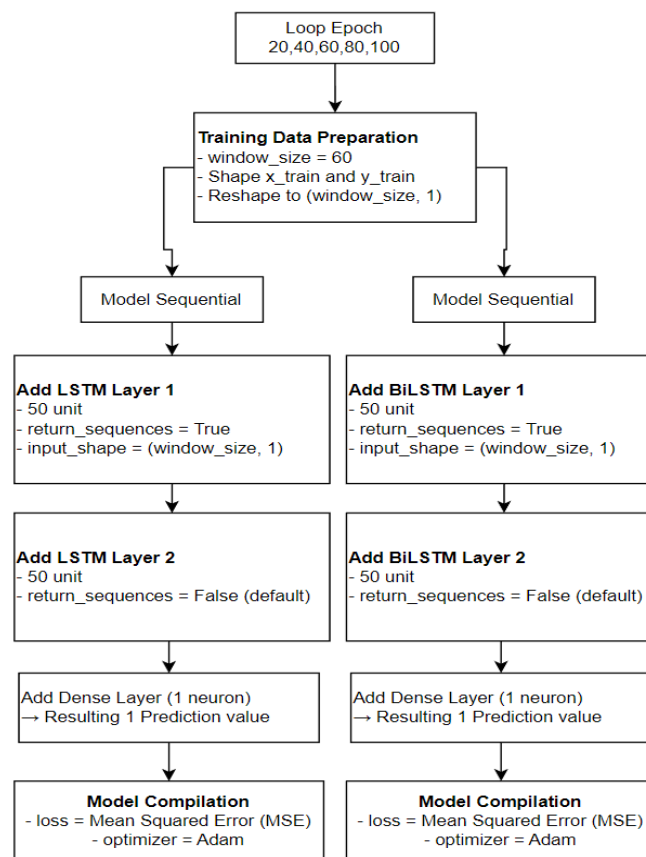 Loop Epoch
20,40,60,80,100
Training Data Preparation
- window_size = 60
- Shape x_train and y_train
- Reshape to (window_size, 1)
Model Sequential
Model Sequential
Add LSTM Layer 1
- 50 unit
- return_sequences = True
- input_shape = (window_size, 1)
Add BiLSTM Layer 1
- 50 unit
- return_sequences = True
- input_shape = (window_size, 1)
Add LSTM Layer 2
- 50 unit
- return_sequences = False (default)
Add BiLSTM Layer 2
- 50 unit
- return_sequences = False (default)
Add Dense Layer (1 neuron)
→ Resulting 1 Prediction value
Add Dense Layer (1 neuron)
→ Resulting 1 Prediction value
Model Compilation
- loss = Mean Squared Error (MSE)
- optimizer = Adam
Model Compilation
- loss = Mean Squared Error (MSE)
- optimizer = Adam